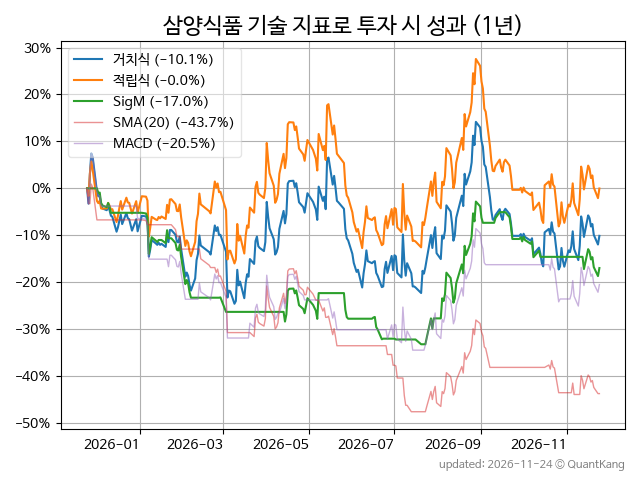 삼양식품 기술 지표로 투자 시 성과 (1년)
30%
20%
10%
0%
−10%
−20%
−30%
−40%
−50%
거치식 (−10.1%)
적립식 (−0.0%)
SigM (−17.0%)
SMA(20) (−43.7%)
MACD (−20.5%)
2026-01 2026-03 2026-05 2026-07 2026-09 2026-11
updated: 2026-11-24 © QuantKang